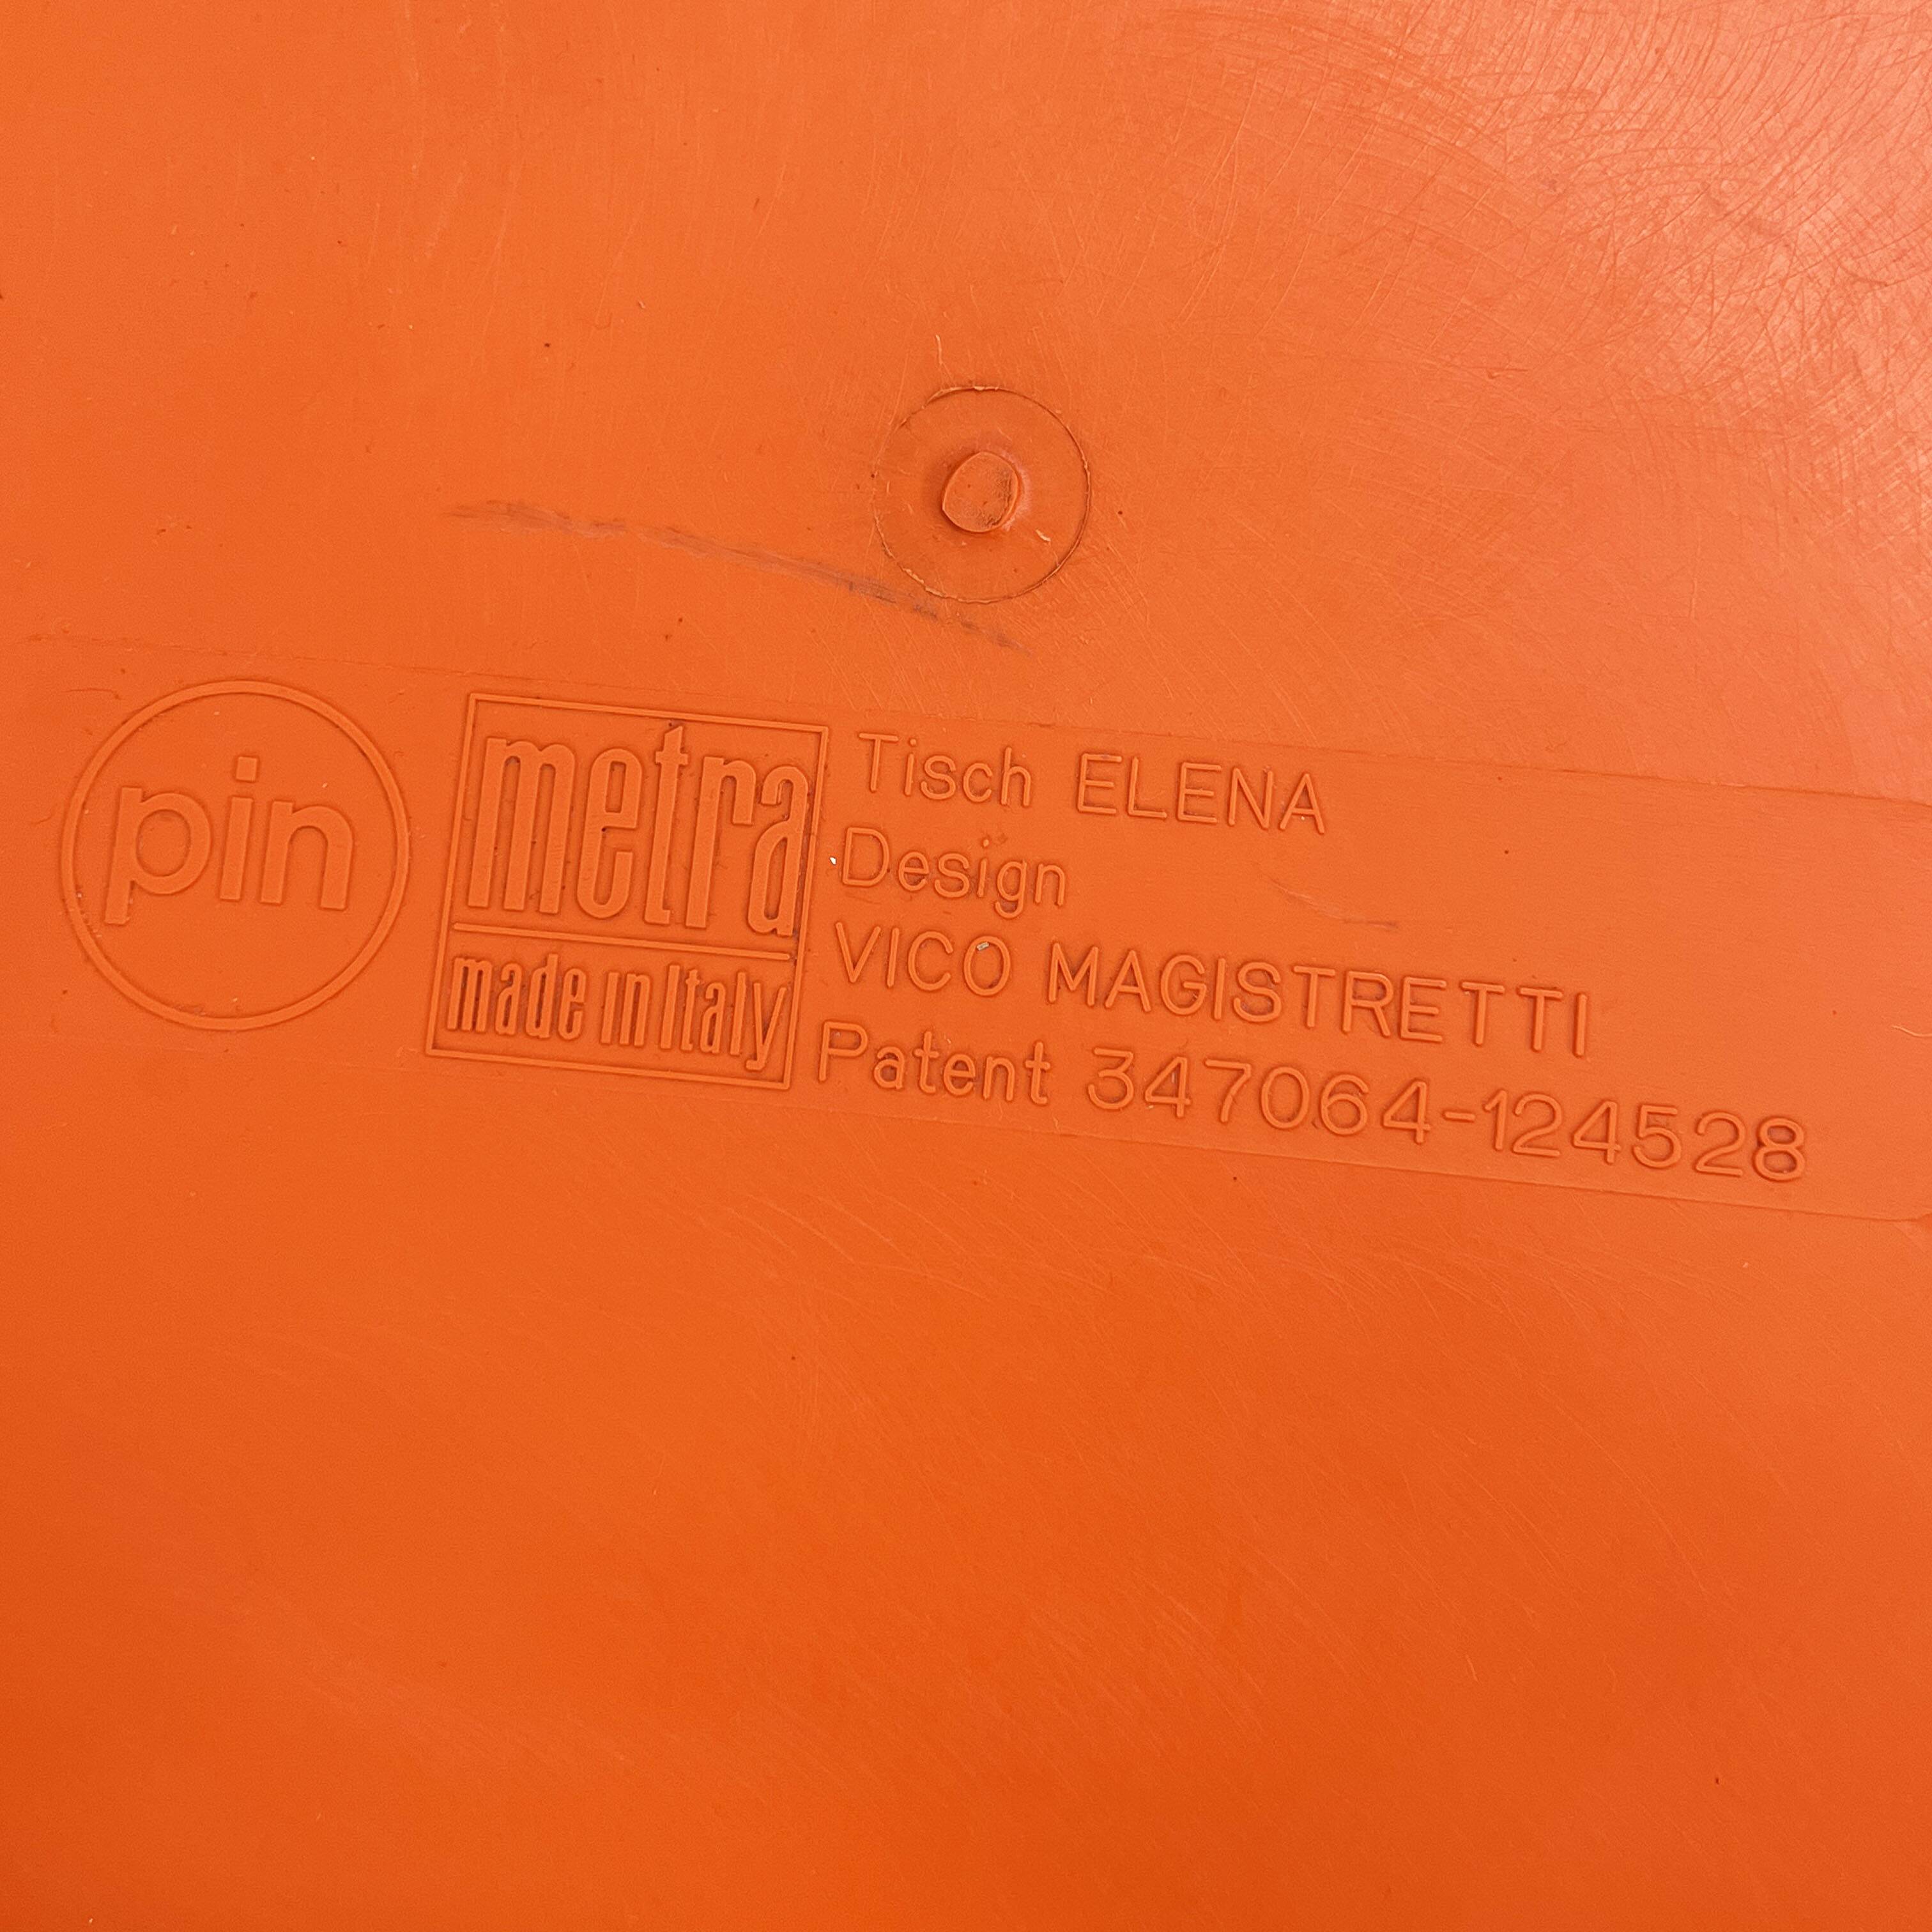 pin
metra
made in Italy
Tisch ELENA
Design
VICO MAGISTRETTI
Patent 347064-124528